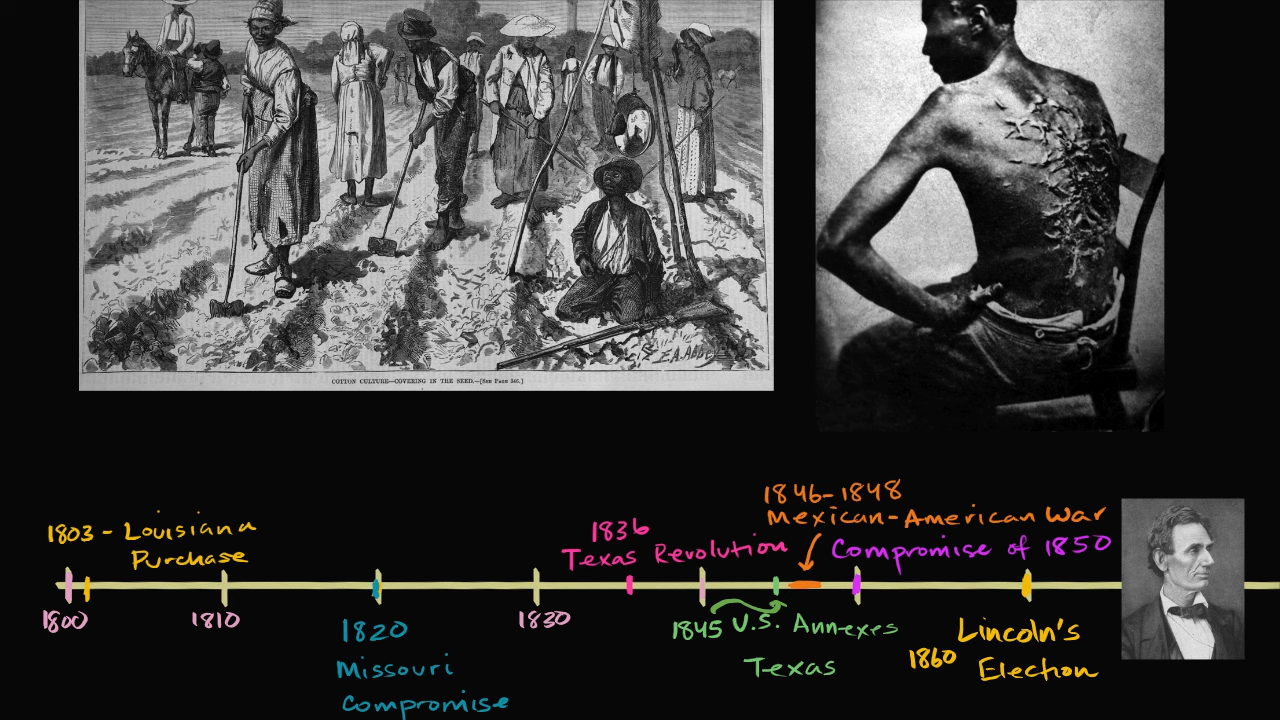 E.A. Abbey
COTTON CULTURE—COVERING IN THE SEED.—[SEE PAGE 346.]
1846-1848
Mexican-American War
1803 - Louisiana
Purchase
1836
Texas Revolution
Compromise of 1850
1800
1810
1820
Missouri
Compromise
1830
1845 U.S. Annexes
Texas
1860
Lincoln's
Election